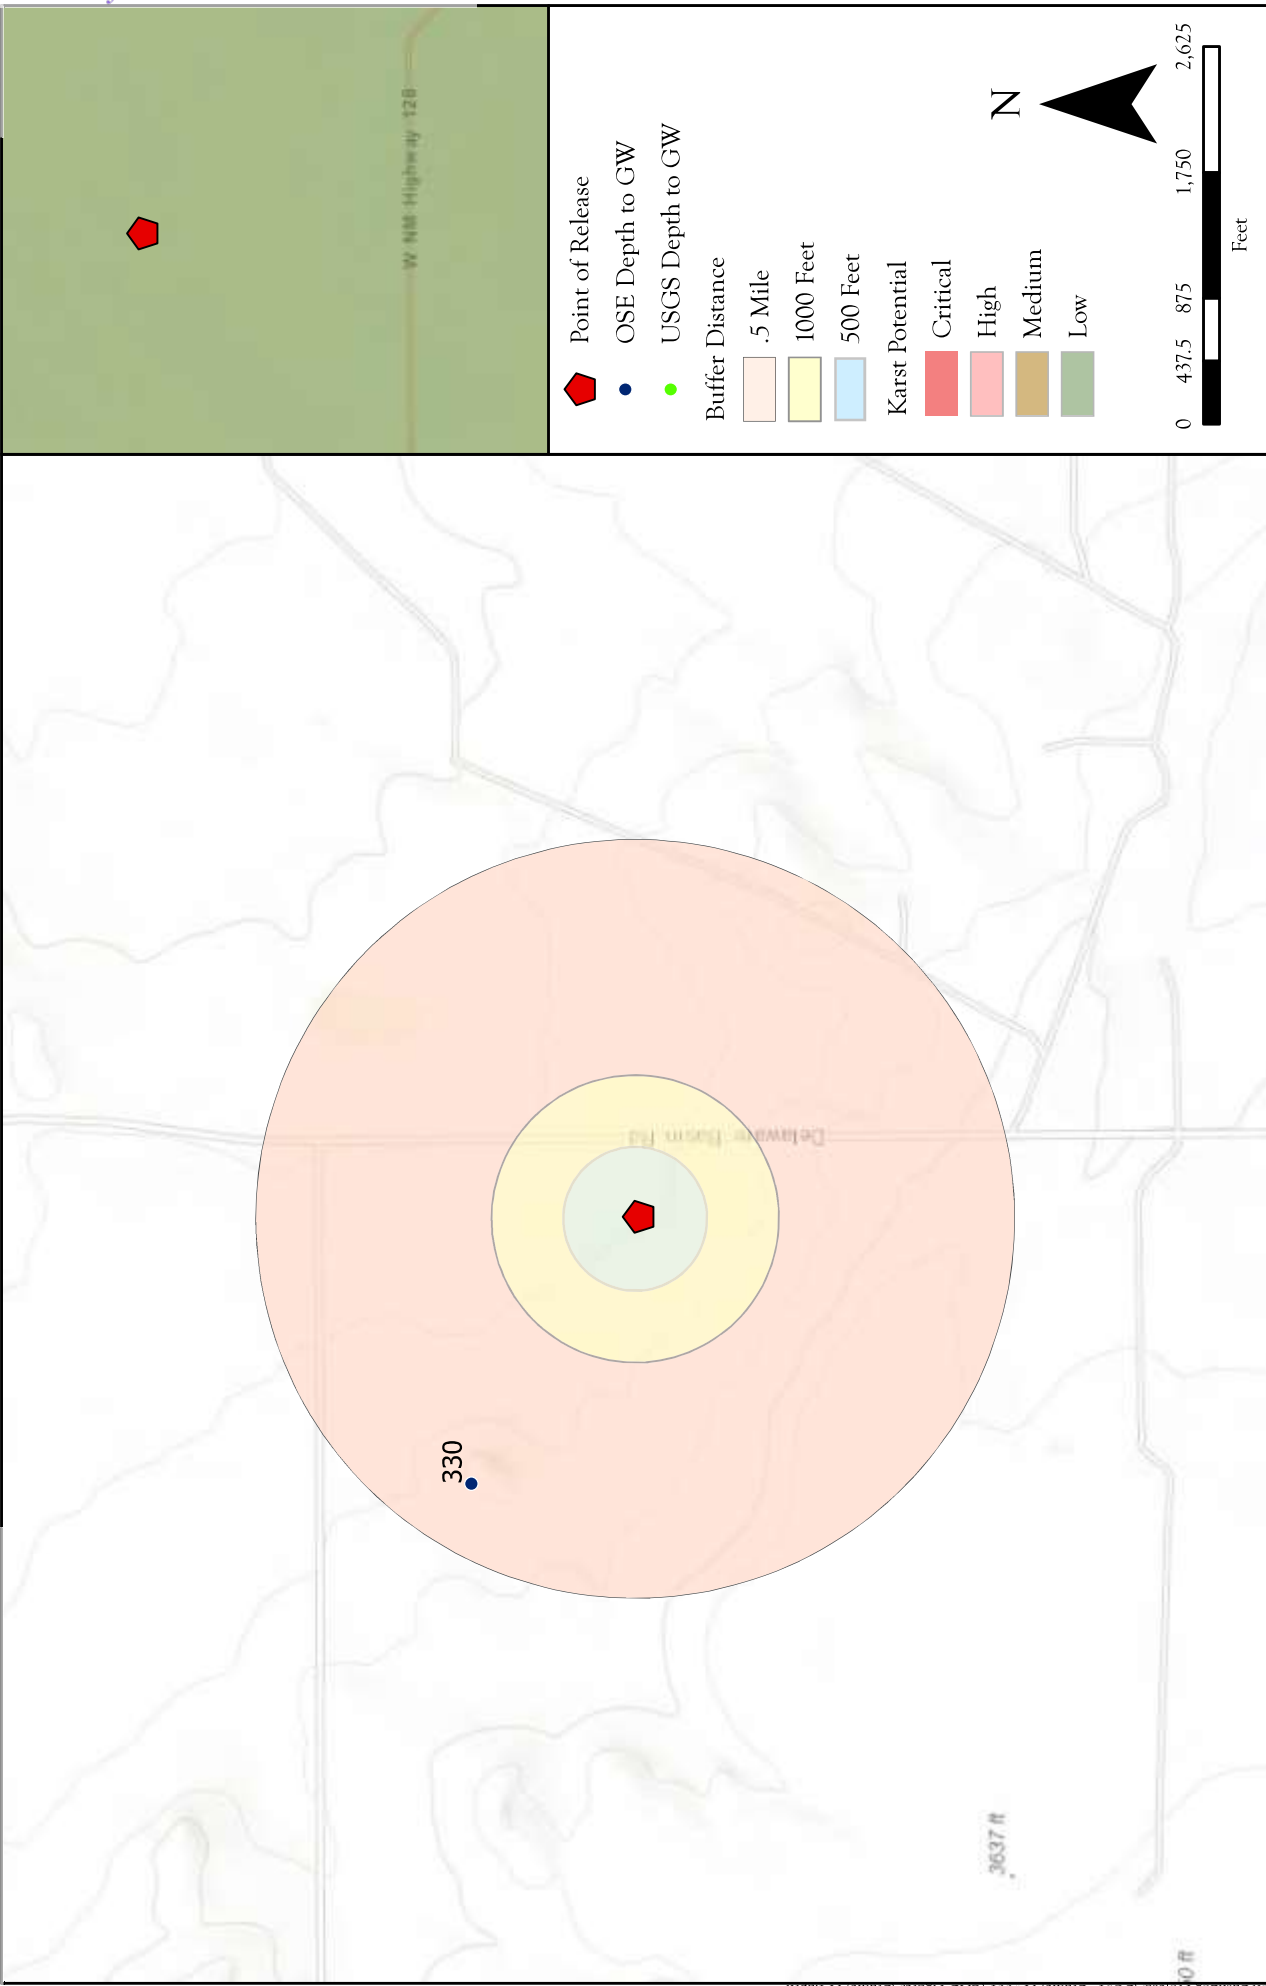 W NM Highway 128
N
Point of Release
OSE Depth to GW
USGS Depth to GW
Buffer Distance
.5 Mile
1000 Feet
500 Feet
Karst Potential
Critical
High
Medium
Low
0 437.5 875 1,750 2,625
Feet
Delaware Basin Rd
330
3637 ft